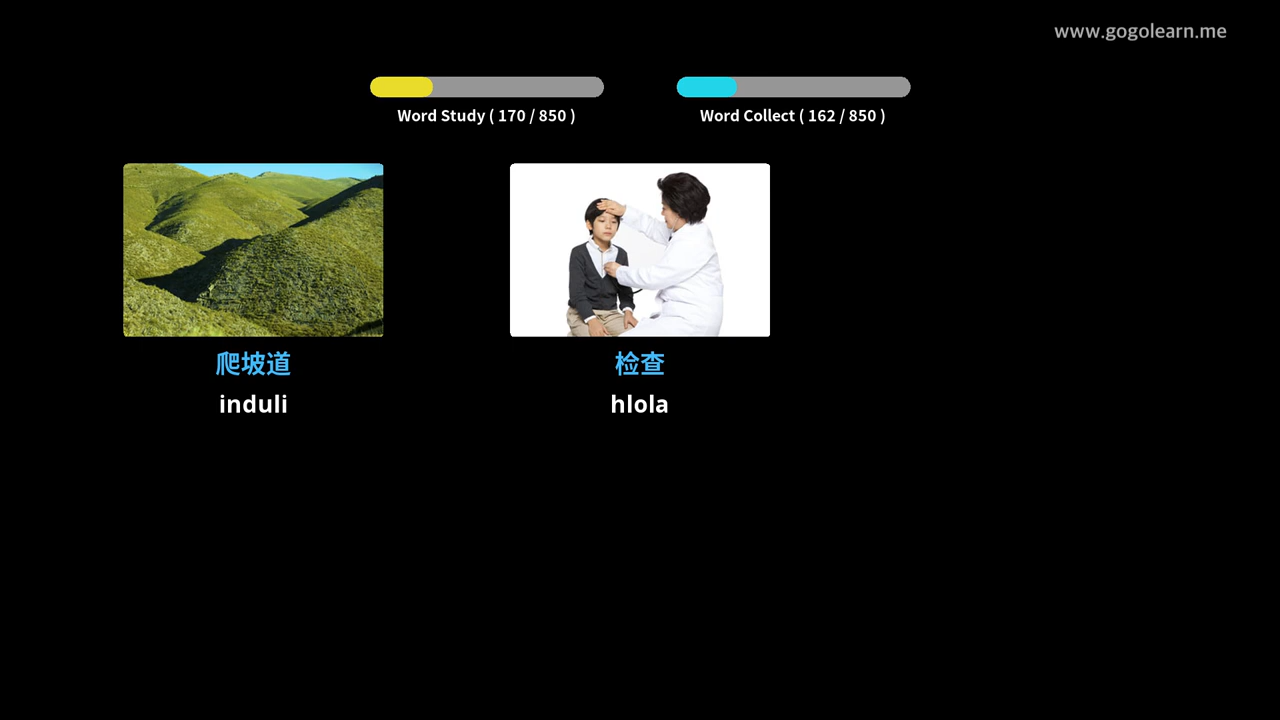 www.gogolearn.me
Word Study ( 170 / 850 )
Word Collect ( 162 / 850 )
爬坡道
induli
检查
hlola